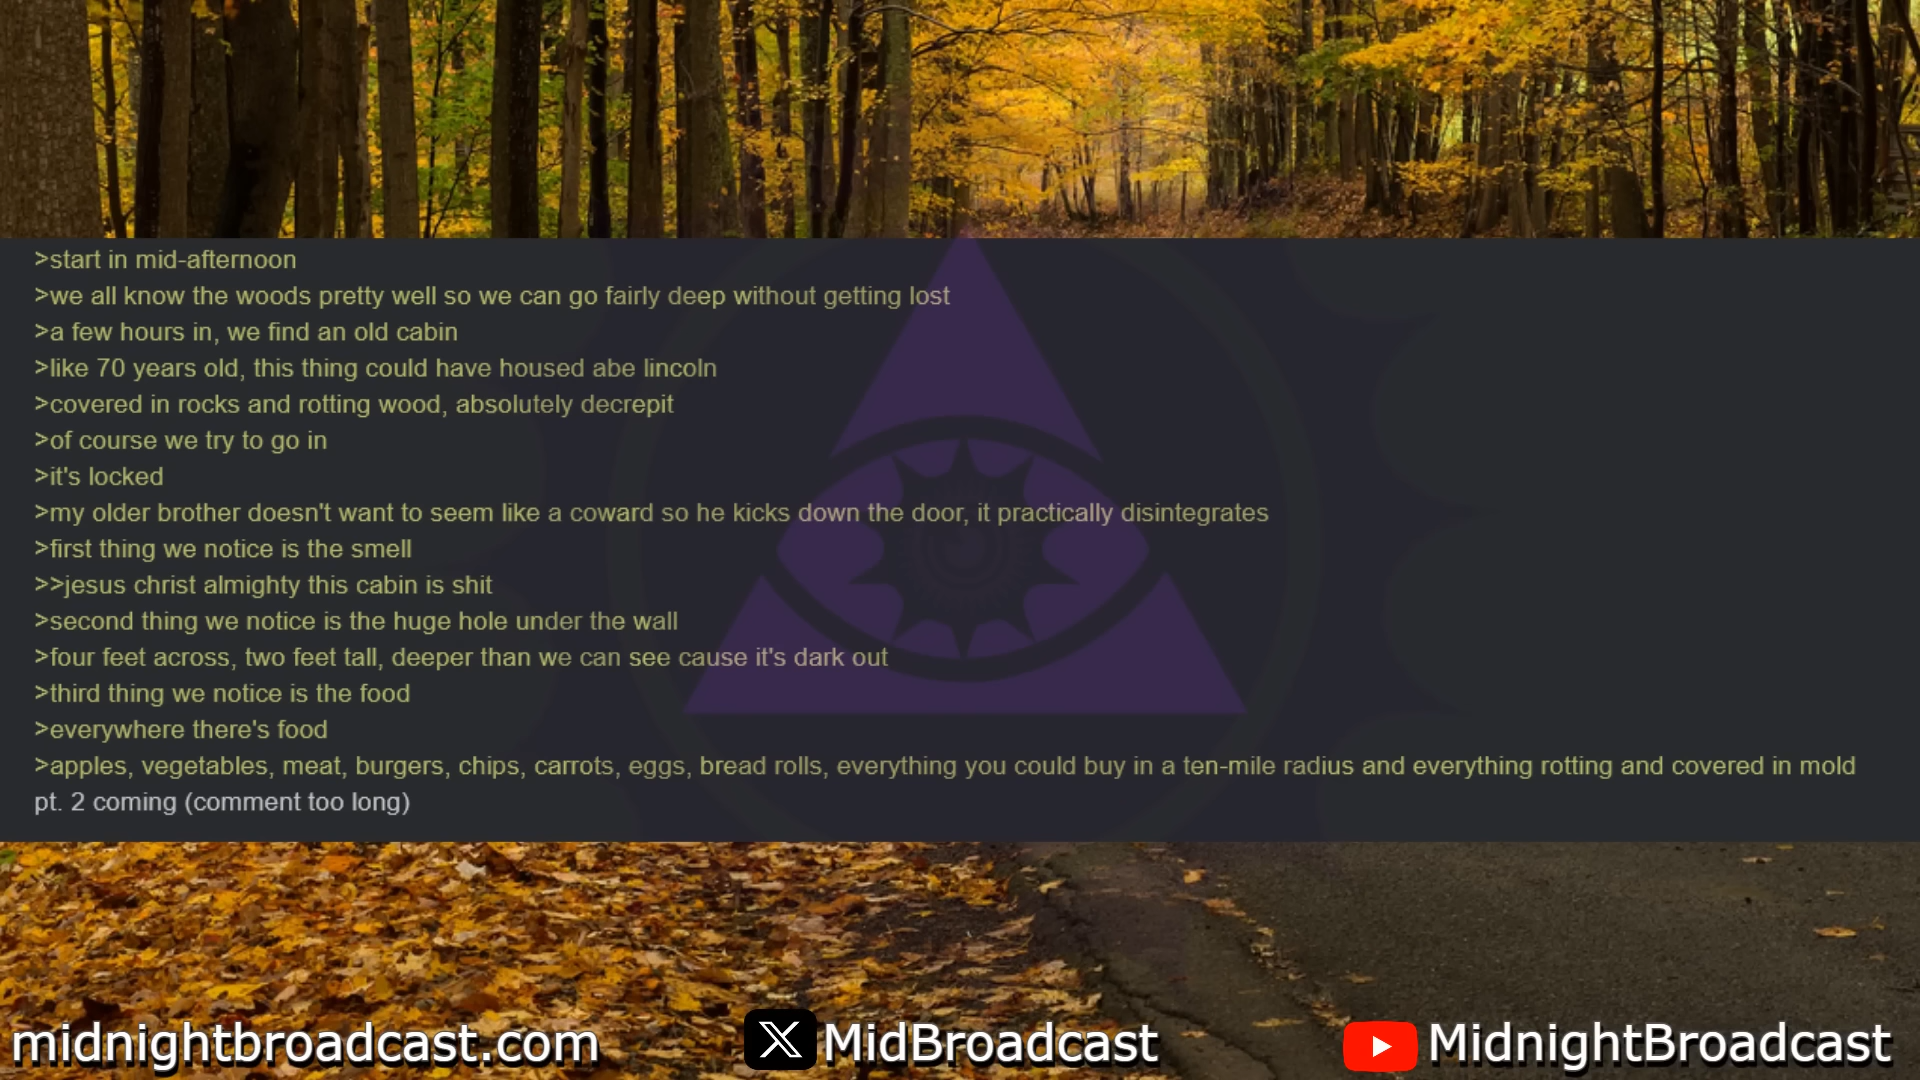 >start in mid-afternoon
>we all know the woods pretty well so we can go fairly deep without getting lost
>a few hours in, we find an old cabin
>like 70 years old, this thing could have housed abe lincoln
>covered in rocks and rotting wood, absolutely decrepit
>of course we try to go in
>it's locked
>my older brother doesn't want to seem like a coward so he kicks down the door, it practically disintegrates
>first thing we notice is the smell
>>jesus christ almighty this cabin is shit
>second thing we notice is the huge hole under the wall
>four feet across, two feet tall, deeper than we can see cause it's dark out
>third thing we notice is the food
>everywhere there's food
>apples, vegetables, meat, burgers, chips, carrots, eggs, bread rolls, everything you could buy in a ten-mile radius and everything rotting and covered in mold
pt. 2 coming (comment too long)
midnightbroadcast.com
MidBroadcast
MidnightBroadcast